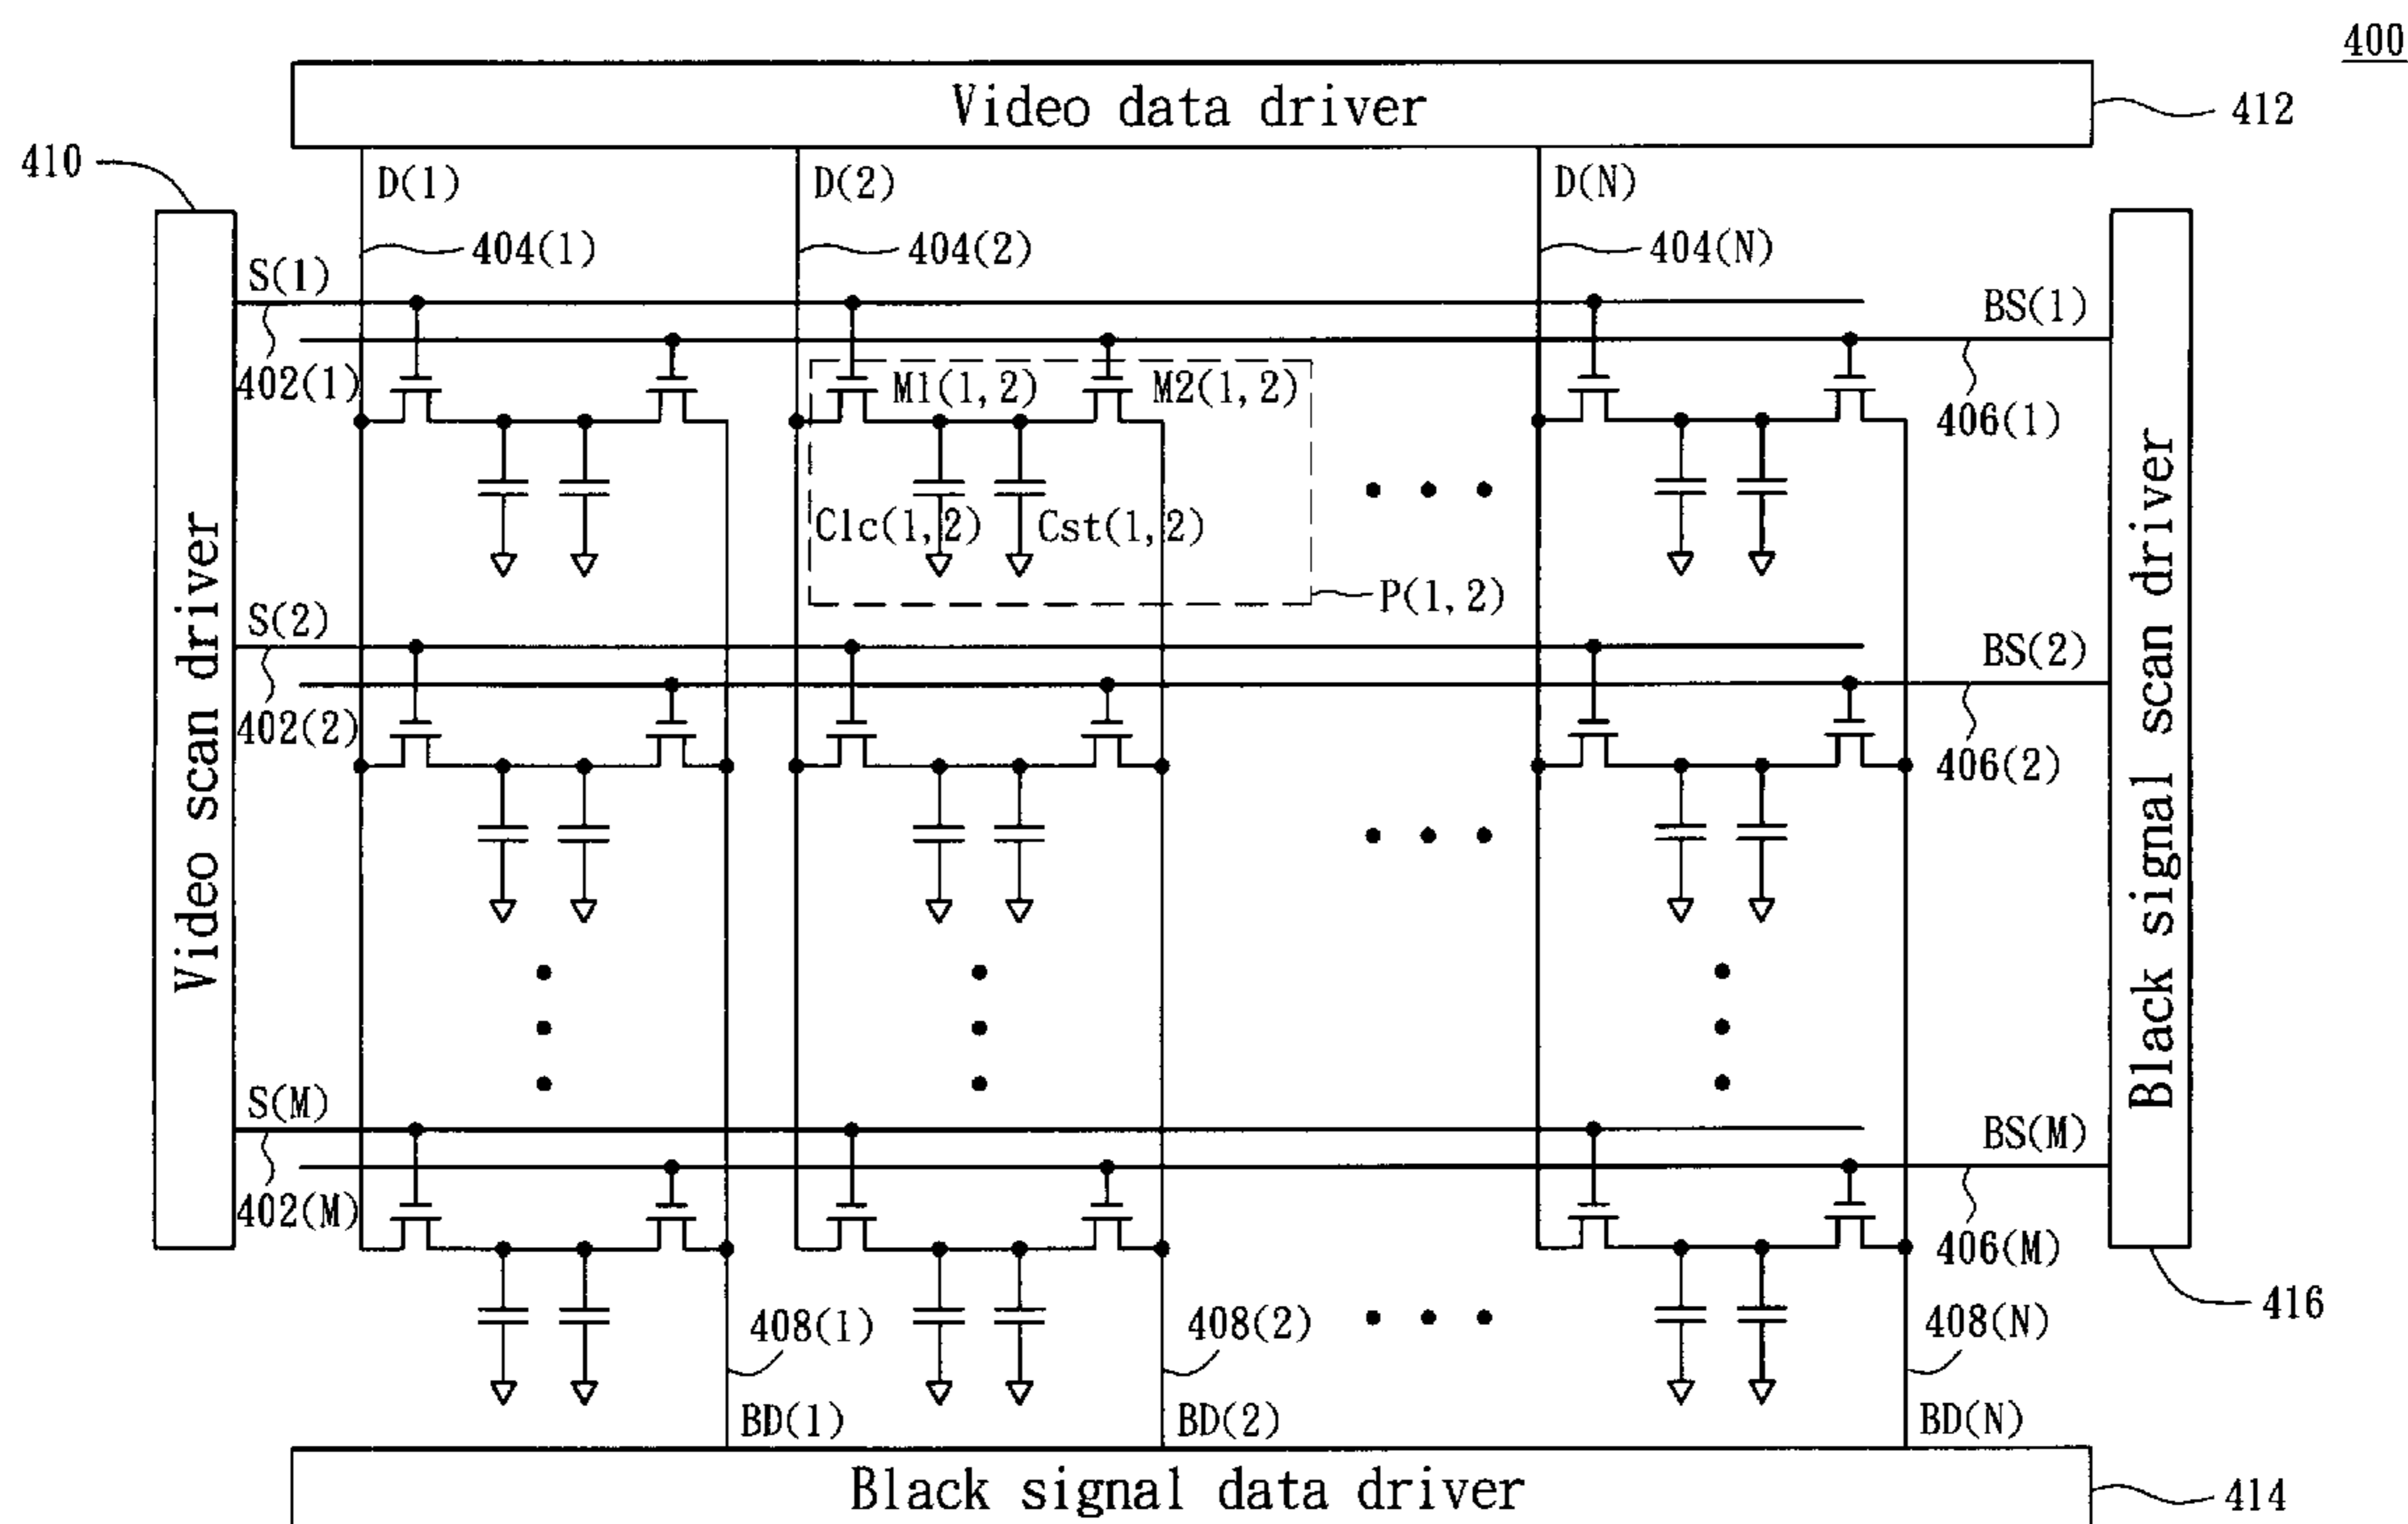 400
Video data driver
412
410
D(1)
D(2)
D(N)
404(1)
404(2)
404(N)
S(1)
BS(1)
402(1)
M1(1,2)
M2(1,2)
406(1)
Clc(1,2)
Cst(1,2)
P(1,2)
S(2)
BS(2)
402(2)
406(2)
Video scan driver
Black signal scan driver
S(M)
BS(M)
402(M)
406(M)
416
408(1)
408(2)
408(N)
BD(1)
BD(2)
BD(N)
Black signal data driver
414